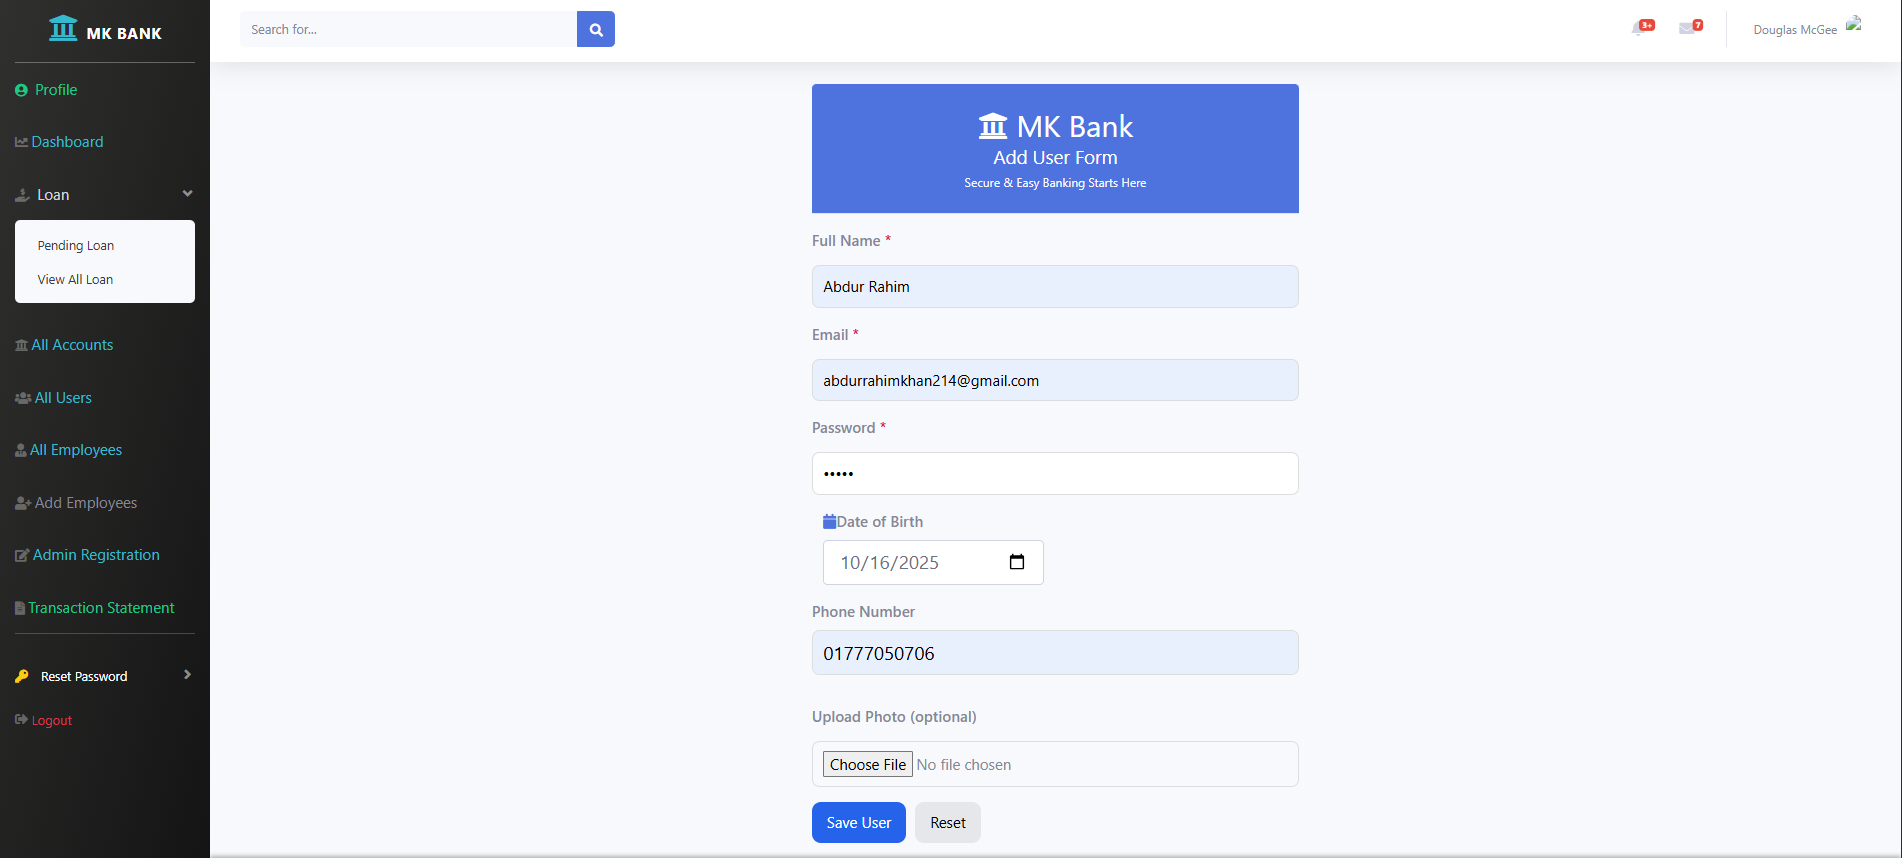 MK BANK
Profile
Dashboard
Loan
Pending Loan
View All Loan
All Accounts
All Users
All Employees
Add Employees
Admin Registration
Transaction Statement
Reset Password
Logout
Search for...
3+
7
Douglas McGee
MK Bank
Add User Form
Secure & Easy Banking Starts Here
Full Name *
Abdur Rahim
Email *
abdurrahimkhan214@gmail.com
Password *
•••••
Date of Birth
10/16/2025
Phone Number
01777050706
Upload Photo (optional)
Choose File No file chosen
Save User Reset